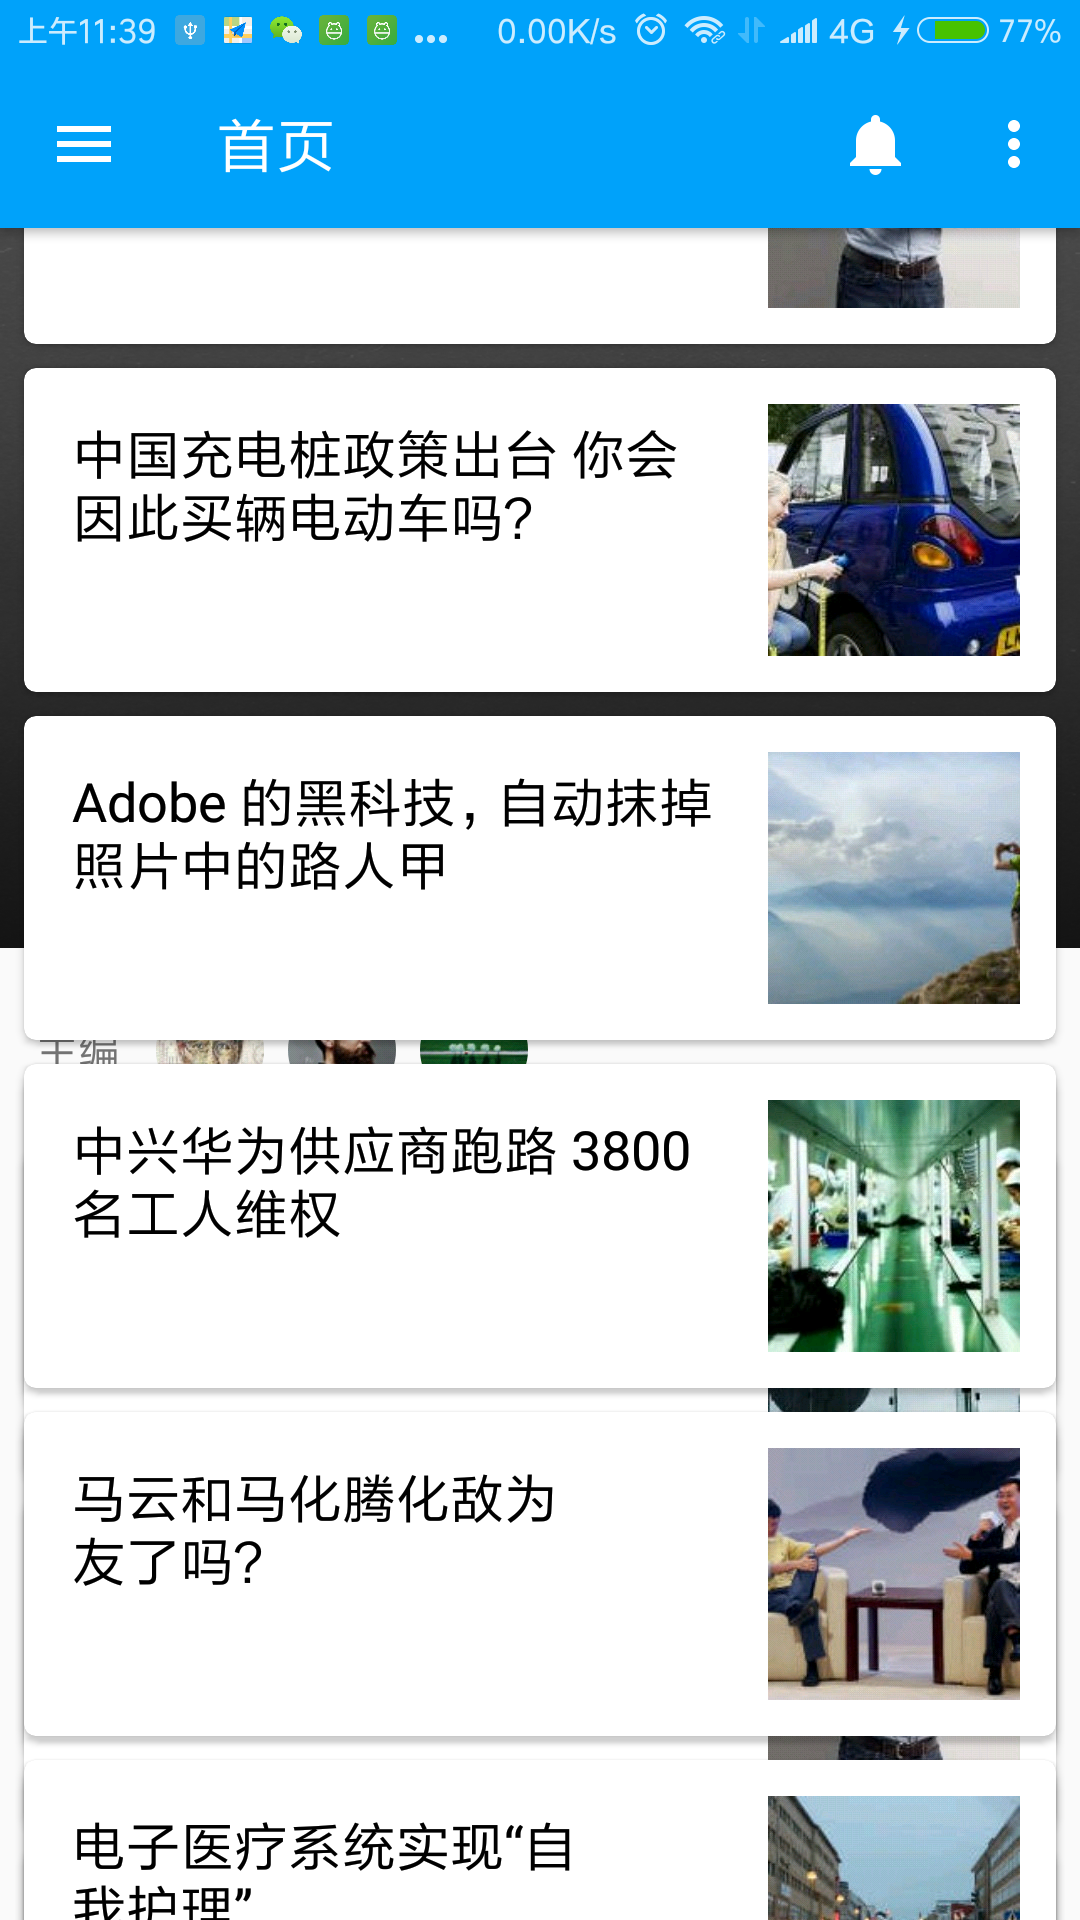 上午11:39 ... 0.00K/s 4G 77%
首页
中国充电桩政策出台 你会
因此买辆电动车吗?
Adobe 的黑科技，自动抹掉
照片中的路人甲
主编
中兴华为供应商跑路 3800
名工人维权
马云和马化腾化敌为
友了吗?
电子医疗系统实现“自
我护理”